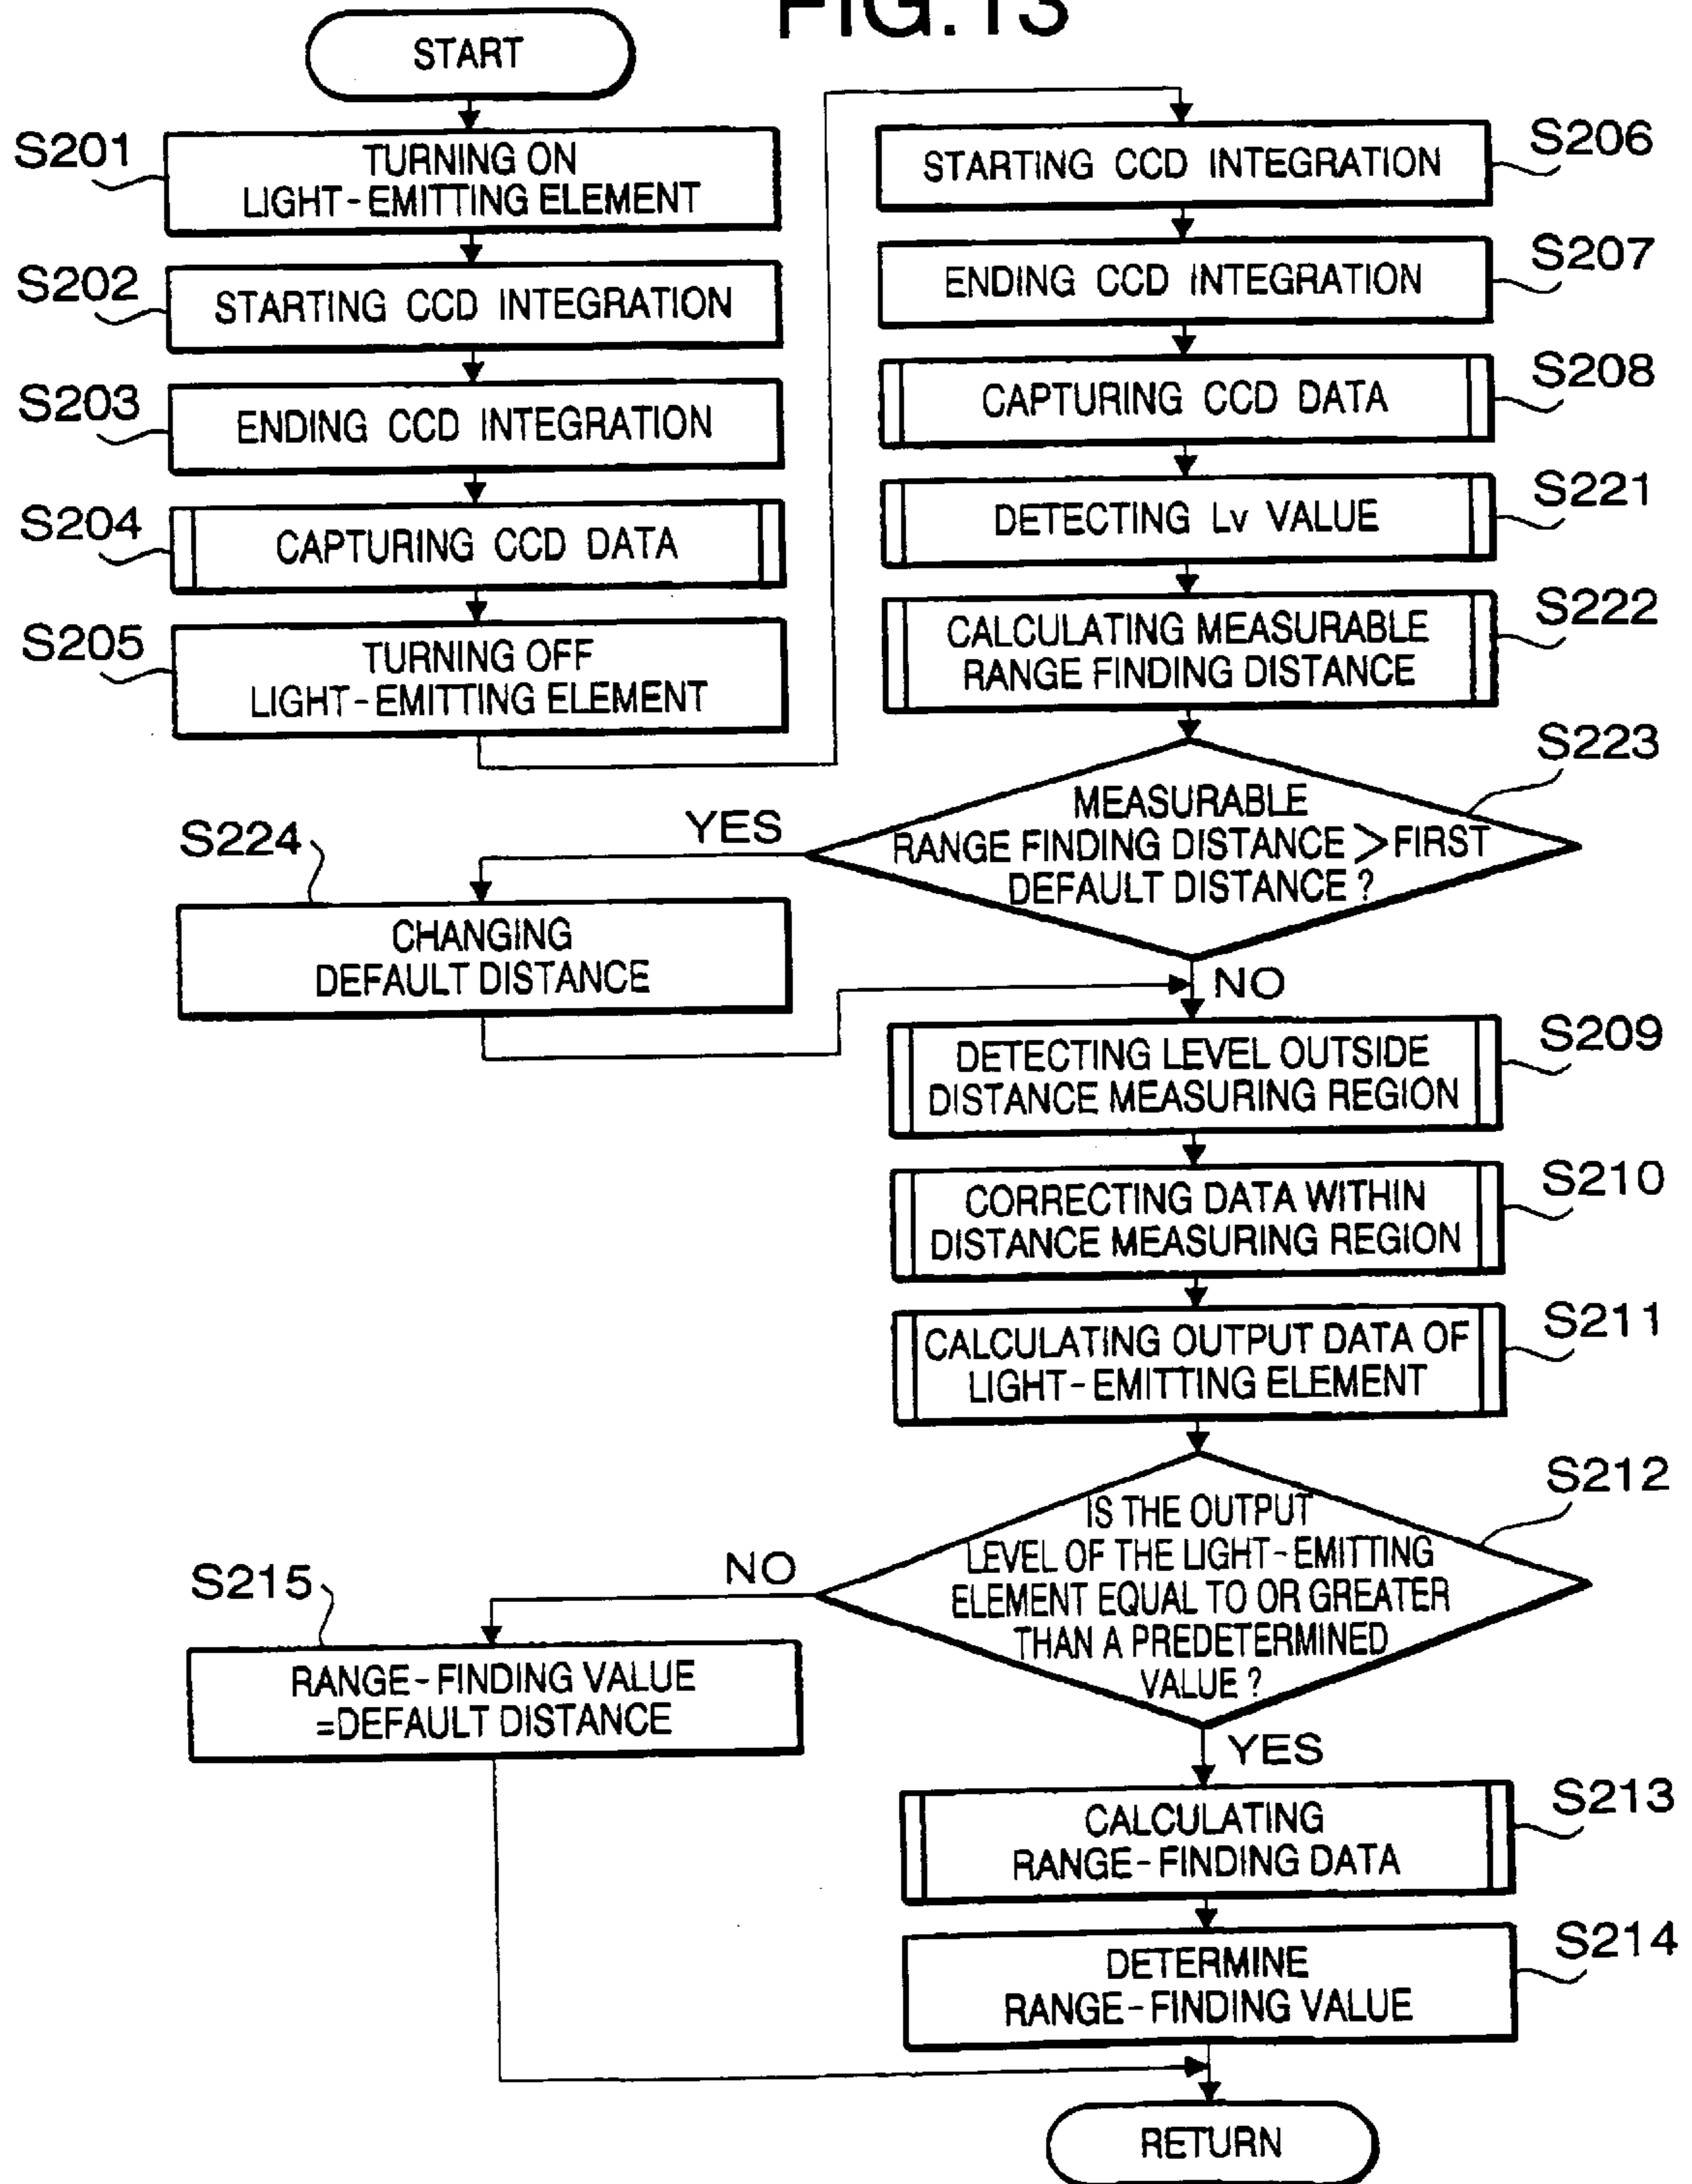 FIG.13
START
S201
TURNING ON
LIGHT-EMITTING ELEMENT
S202
STARTING CCD INTEGRATION
S203
ENDING CCD INTEGRATION
S204
CAPTURING CCD DATA
S205
TURNING OFF
LIGHT-EMITTING ELEMENT
S206
STARTING CCD INTEGRATION
S207
ENDING CCD INTEGRATION
S208
CAPTURING CCD DATA
S221
DETECTING Lv VALUE
S222
CALCULATING MEASURABLE
RANGE FINDING DISTANCE
S223
MEASURABLE
RANGE FINDING DISTANCE > FIRST
DEFAULT DISTANCE ?
YES
S224
CHANGING
DEFAULT DISTANCE
NO
S209
DETECTING LEVEL OUTSIDE
DISTANCE MEASURING REGION
S210
CORRECTING DATA WITHIN
DISTANCE MEASURING REGION
S211
CALCULATING OUTPUT DATA OF
LIGHT-EMITTING ELEMENT
S212
IS THE OUTPUT
LEVEL OF THE LIGHT-EMITTING
ELEMENT EQUAL TO OR GREATER
THAN A PREDETERMINED
VALUE ?
NO
S215
RANGE-FINDING VALUE
=DEFAULT DISTANCE
YES
S213
CALCULATING
RANGE-FINDING DATA
S214
DETERMINE
RANGE-FINDING VALUE
RETURN